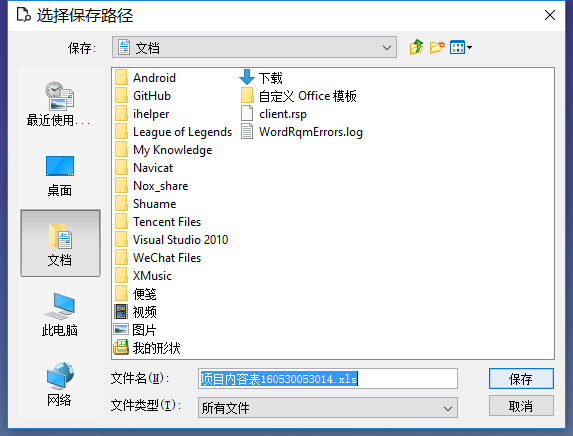 选择保存路径
保存: 文档
最近使用...
桌面
文档
此电脑
网络
Android
GitHub
ihelper
League of Legends
My Knowledge
Navicat
Nox_share
Shuame
Tencent Files
Visual Studio 2010
WeChat Files
XMusic
便笺
视频
图片
我的形状
下载
自定义 Office 模板
client.rsp
WordRqmErrors.log
文件名(N): 项目内容表160530053014.xls 保存
文件类型(T): 所有文件 取消